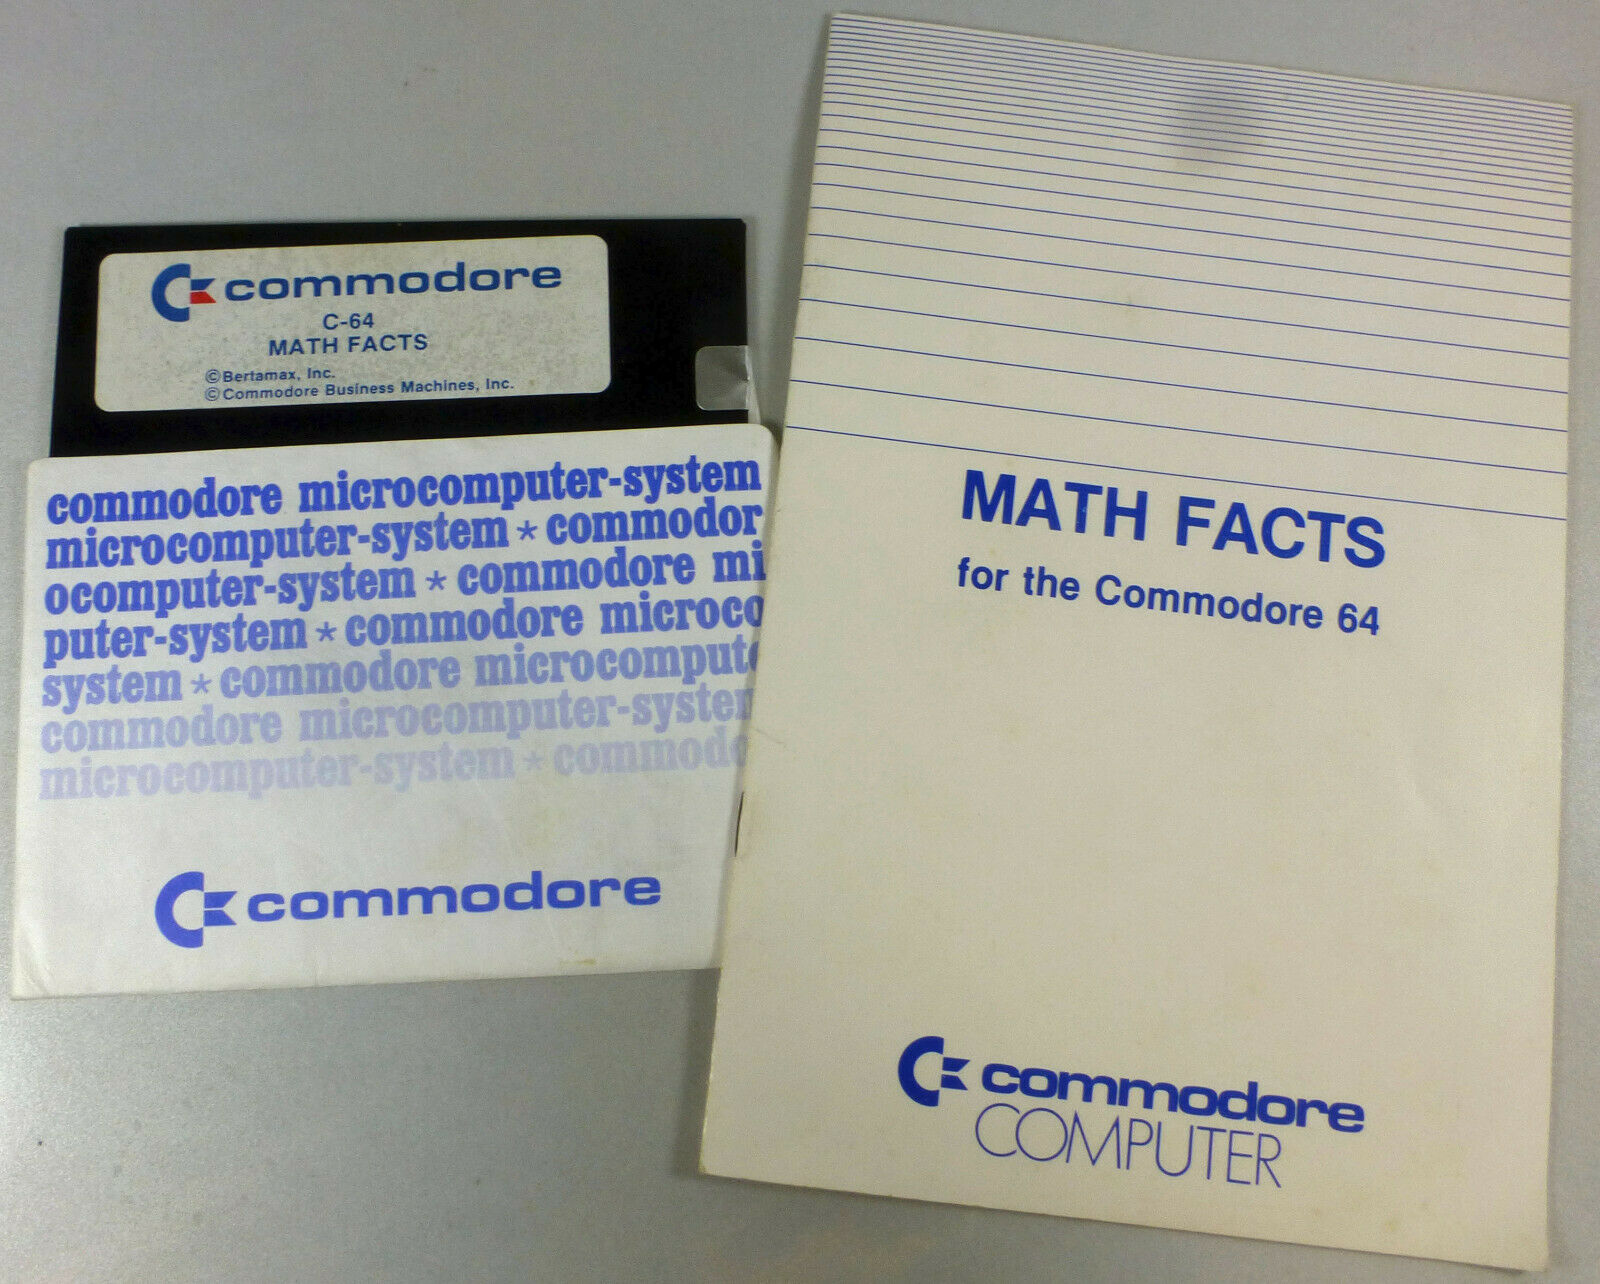 commodore
C-64
MATH FACTS
©Bertamax, Inc.
©Commodore Business Machines, Inc.
commodore microcomputer-system
microcomputer-system * commodor
ocomputer-system * commodore mi
puter-system * commodore microco
system * commodore microcompute
commodore microcomputer-system
microcomputer-system * commodo
commodore
MATH FACTS
for the Commodore 64
commodore
COMPUTER